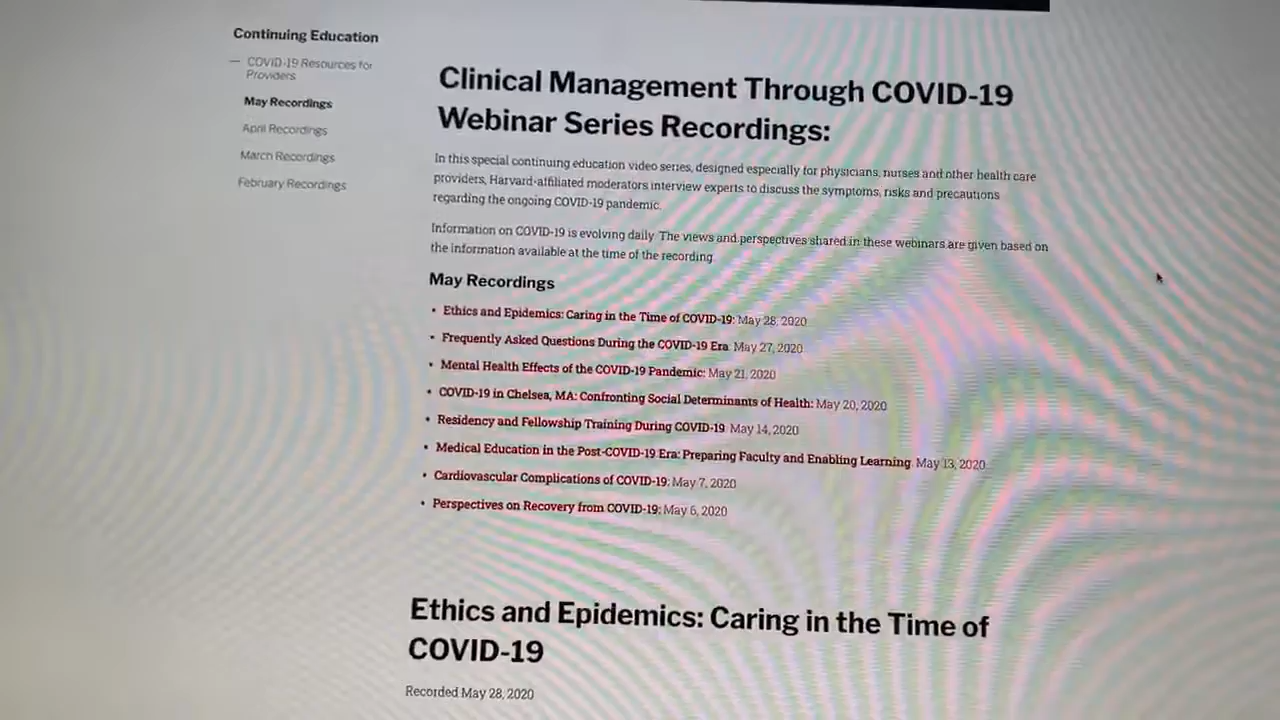 Continuing Education
— COVID-19 Resources for
Providers
May Recordings
April Recordings
March Recordings
February Recordings
Clinical Management Through COVID-19
Webinar Series Recordings:
In this special continuing education video series, designed especially for physicians, nurses and other health care
providers, Harvard-affiliated moderators interview experts to discuss the symptoms, risks and precautions
regarding the ongoing COVID-19 pandemic.
Information on COVID-19 is evolving daily. The views and perspectives shared in these webinars are given based on
the information available at the time of the recording.
May Recordings
• Ethics and Epidemics: Caring in the Time of COVID-19: May 28, 2020
• Frequently Asked Questions During the COVID-19 Era: May 27, 2020
• Mental Health Effects of the COVID-19 Pandemic: May 21, 2020
• COVID-19 in Chelsea, MA: Confronting Social Determinants of Health: May 20, 2020
• Residency and Fellowship Training During COVID-19: May 14, 2020
• Medical Education in the Post-COVID-19 Era: Preparing Faculty and Enabling Learning: May 13, 2020
• Cardiovascular Complications of COVID-19: May 7, 2020
• Perspectives on Recovery from COVID-19: May 6, 2020
Ethics and Epidemics: Caring in the Time of
COVID-19
Recorded May 28, 2020